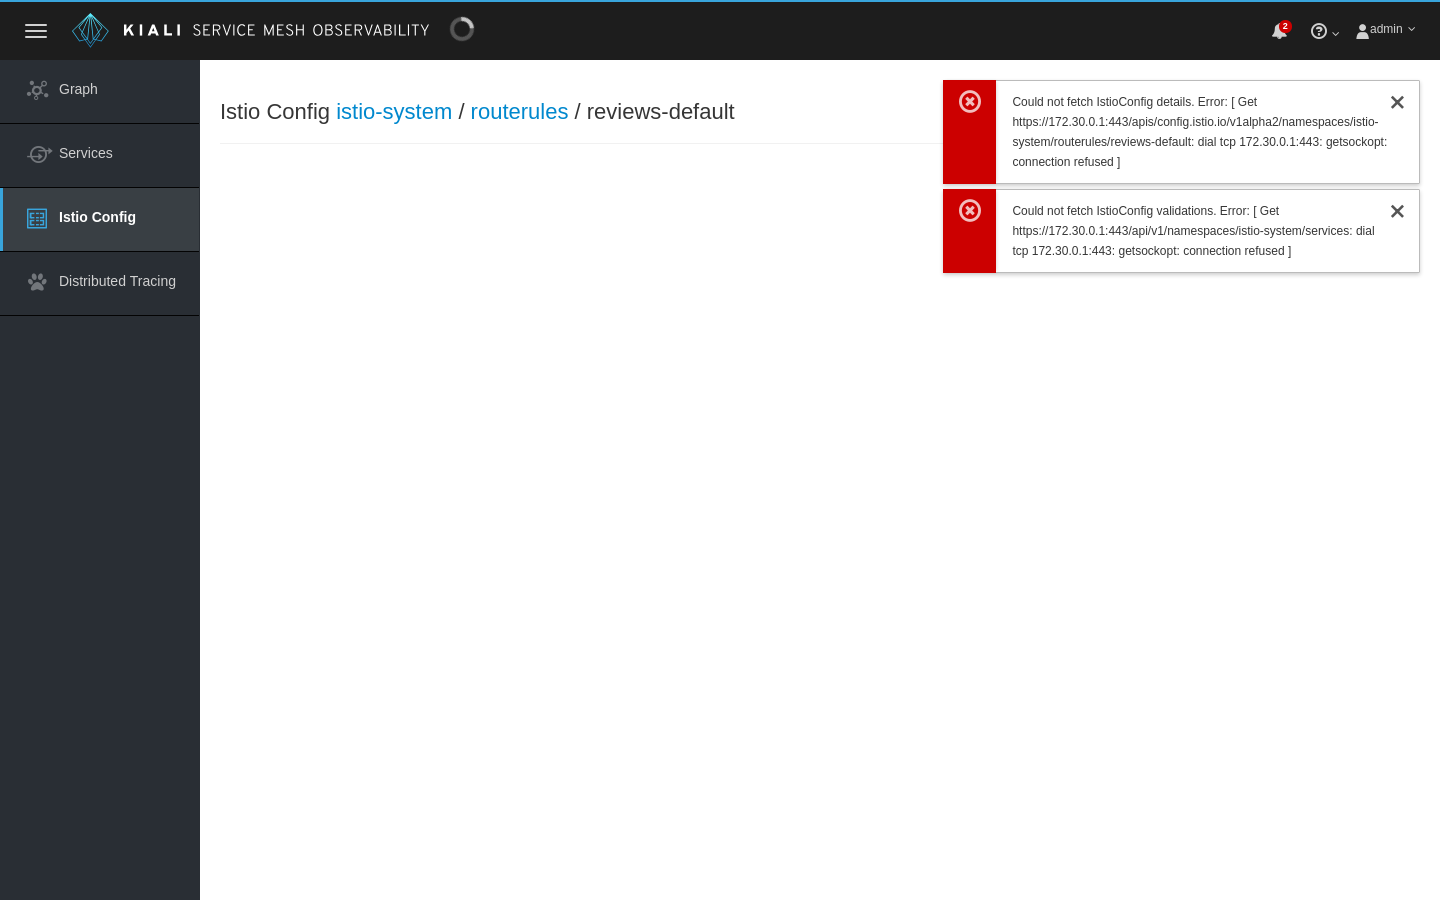 KIALI SERVICE MESH OBSERVABILITY
2
admin
Graph
Services
Istio Config
Distributed Tracing
Istio Config istio-system / routerules / reviews-default
Could not fetch IstioConfig details. Error: [ Get
https://172.30.0.1:443/apis/config.istio.io/v1alpha2/namespaces/istio-
system/routerules/reviews-default: dial tcp 172.30.0.1:443: getsockopt:
connection refused ]
Could not fetch IstioConfig validations. Error: [ Get
https://172.30.0.1:443/api/v1/namespaces/istio-system/services: dial
tcp 172.30.0.1:443: getsockopt: connection refused ]